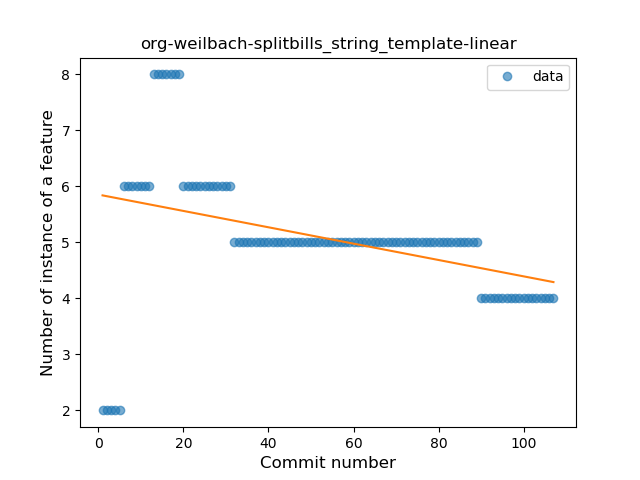 org-weilbach-splitbills_string_template-linear
data
Number of instance of a feature
8
7
6
5
4
3
2
0 20 40 60 80 100
Commit number